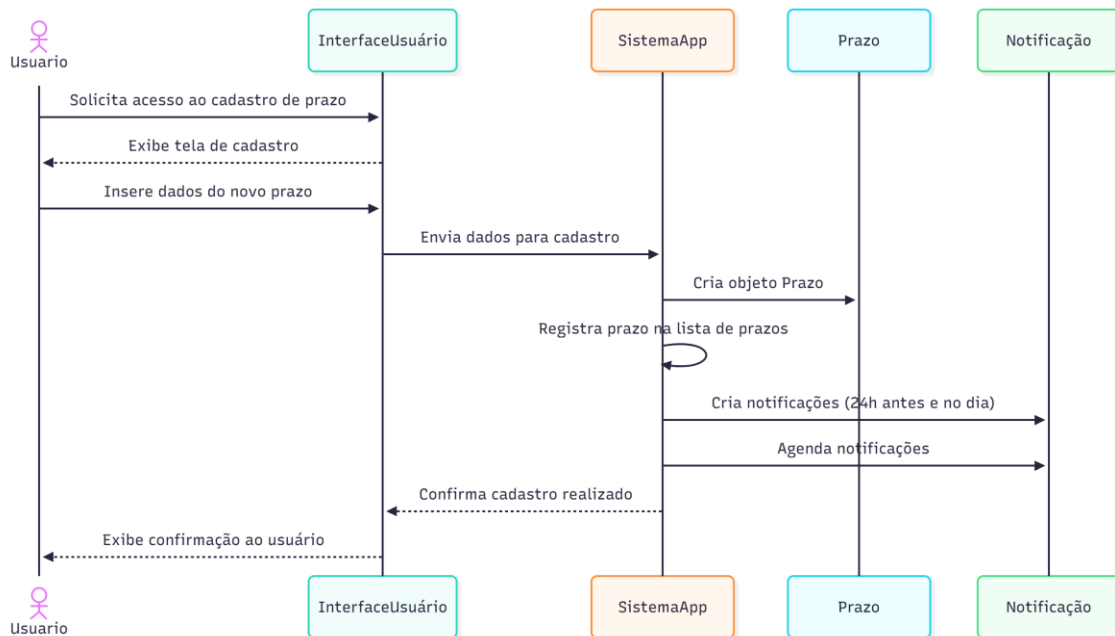 Usuario
InterfaceUsuário
SistemaApp
Prazo
Notificação
Solicita acesso ao cadastro de prazo
Exibe tela de cadastro
Insere dados do novo prazo
Envia dados para cadastro
Cria objeto Prazo
Registra prazo na lista de prazos
Cria notificações (24h antes e no dia)
Agenda notificações
Confirma cadastro realizado
Exibe confirmação ao usuário
Usuario
InterfaceUsuário
SistemaApp
Prazo
Notificação